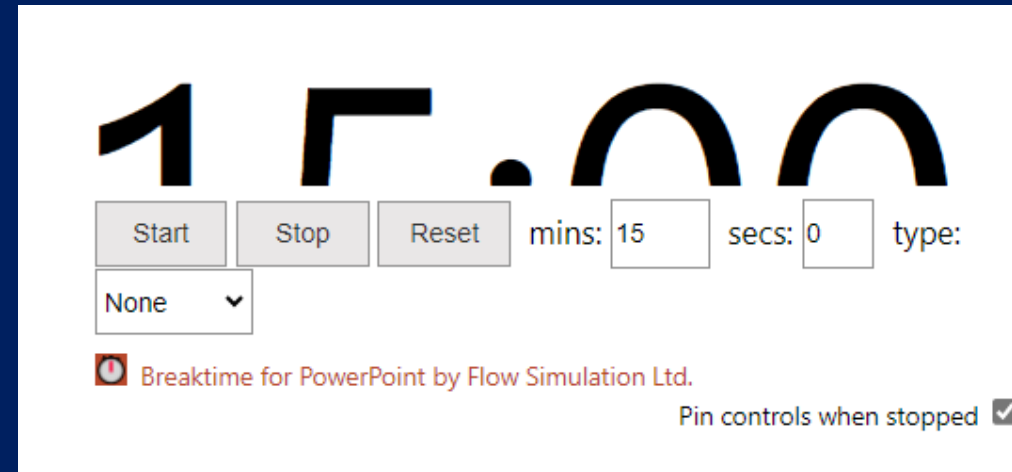 15:00
Start Stop Reset mins: 15 secs: 0 type:
None
Breaktime for PowerPoint by Flow Simulation Ltd.
Pin controls when stopped